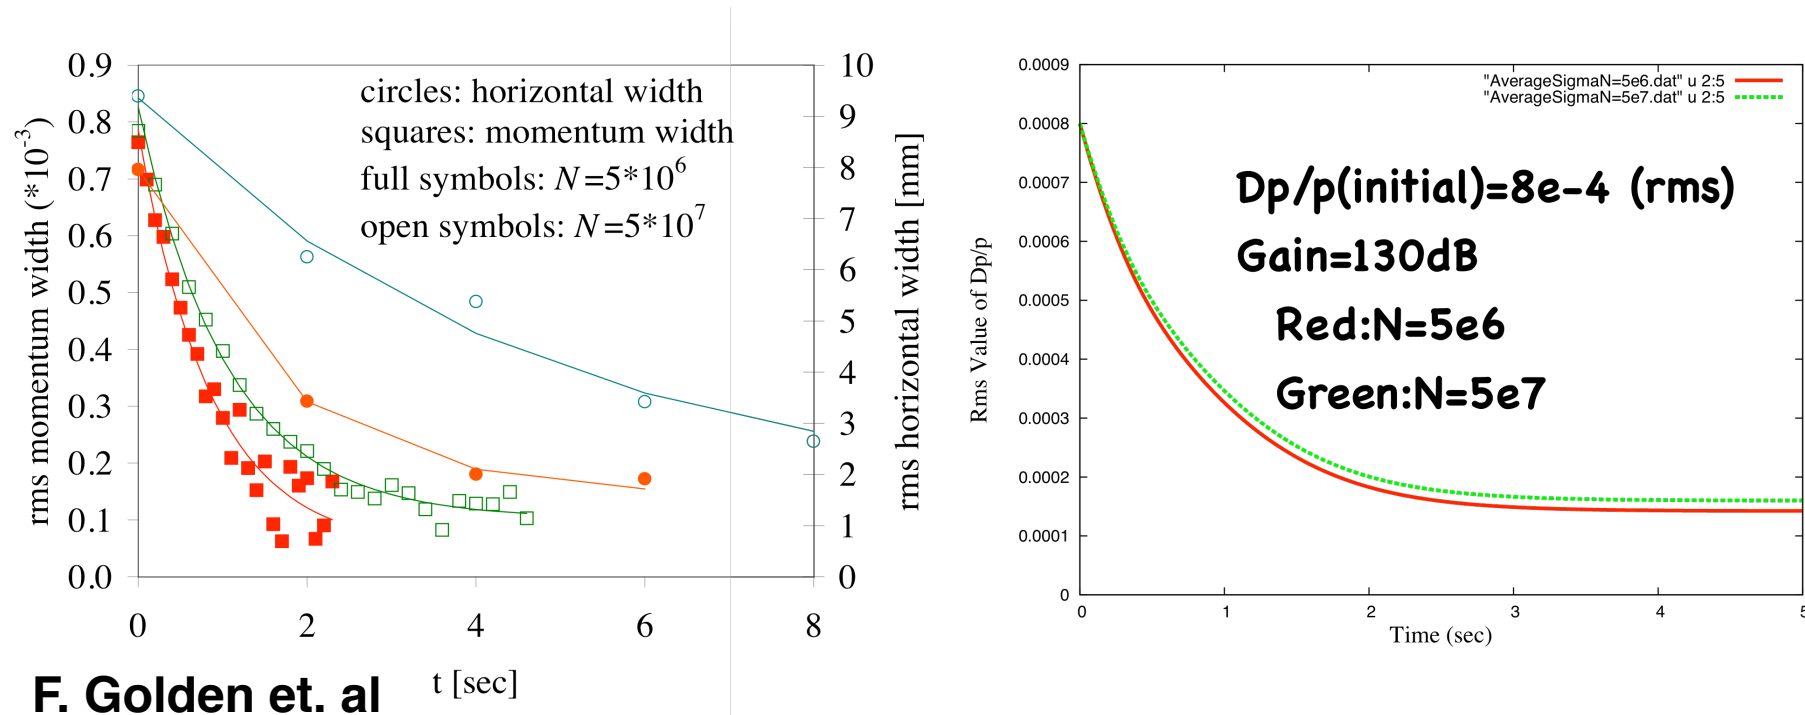 0.9
0.8
0.7
0.6
0.5
0.4
0.3
0.2
0.1
0.0
rms momentum width (*10-3)
circles: horizontal width
squares: momentum width
full symbols: N=5*106
open symbols: N=5*107
10
9
8
7
6
5
4
3
2
1
0
rms horizontal width [mm]
0 2 4 6 8
t [sec]
F. Golden et. al
0.0009
0.0008
0.0007
0.0006
0.0005
0.0004
0.0003
0.0002
0.0001
0
Rms Value of Dp/p
"AverageSigmaN=5e6.dat" u 2:5
"AverageSigmaN=5e7.dat" u 2:5
Dp/p(initial)=8e-4 (rms)
Gain=130dB
Red:N=5e6
Green:N=5e7
0 1 2 3 4 5
Time (sec)